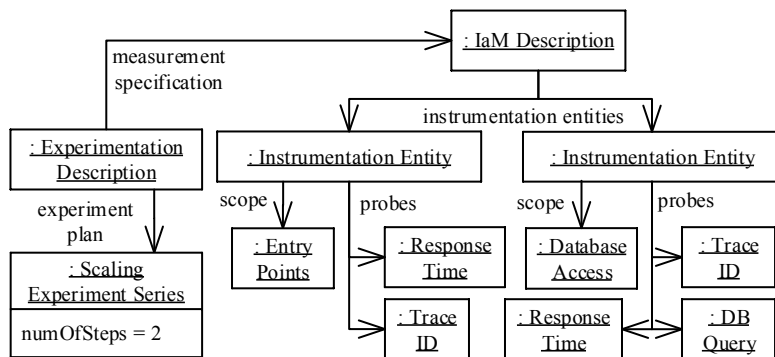 : IaM Description
measurement
specification
instrumentation entities
: Experimentation
Description
: Instrumentation Entity
: Instrumentation Entity
scope
probes
scope
probes
experiment
plan
: Entry
Points
: Response
Time
: Database
Access
: Trace
ID
: Scaling
Experiment Series
numOfSteps = 2
: Trace
ID
: Response
Time
: DB
Query